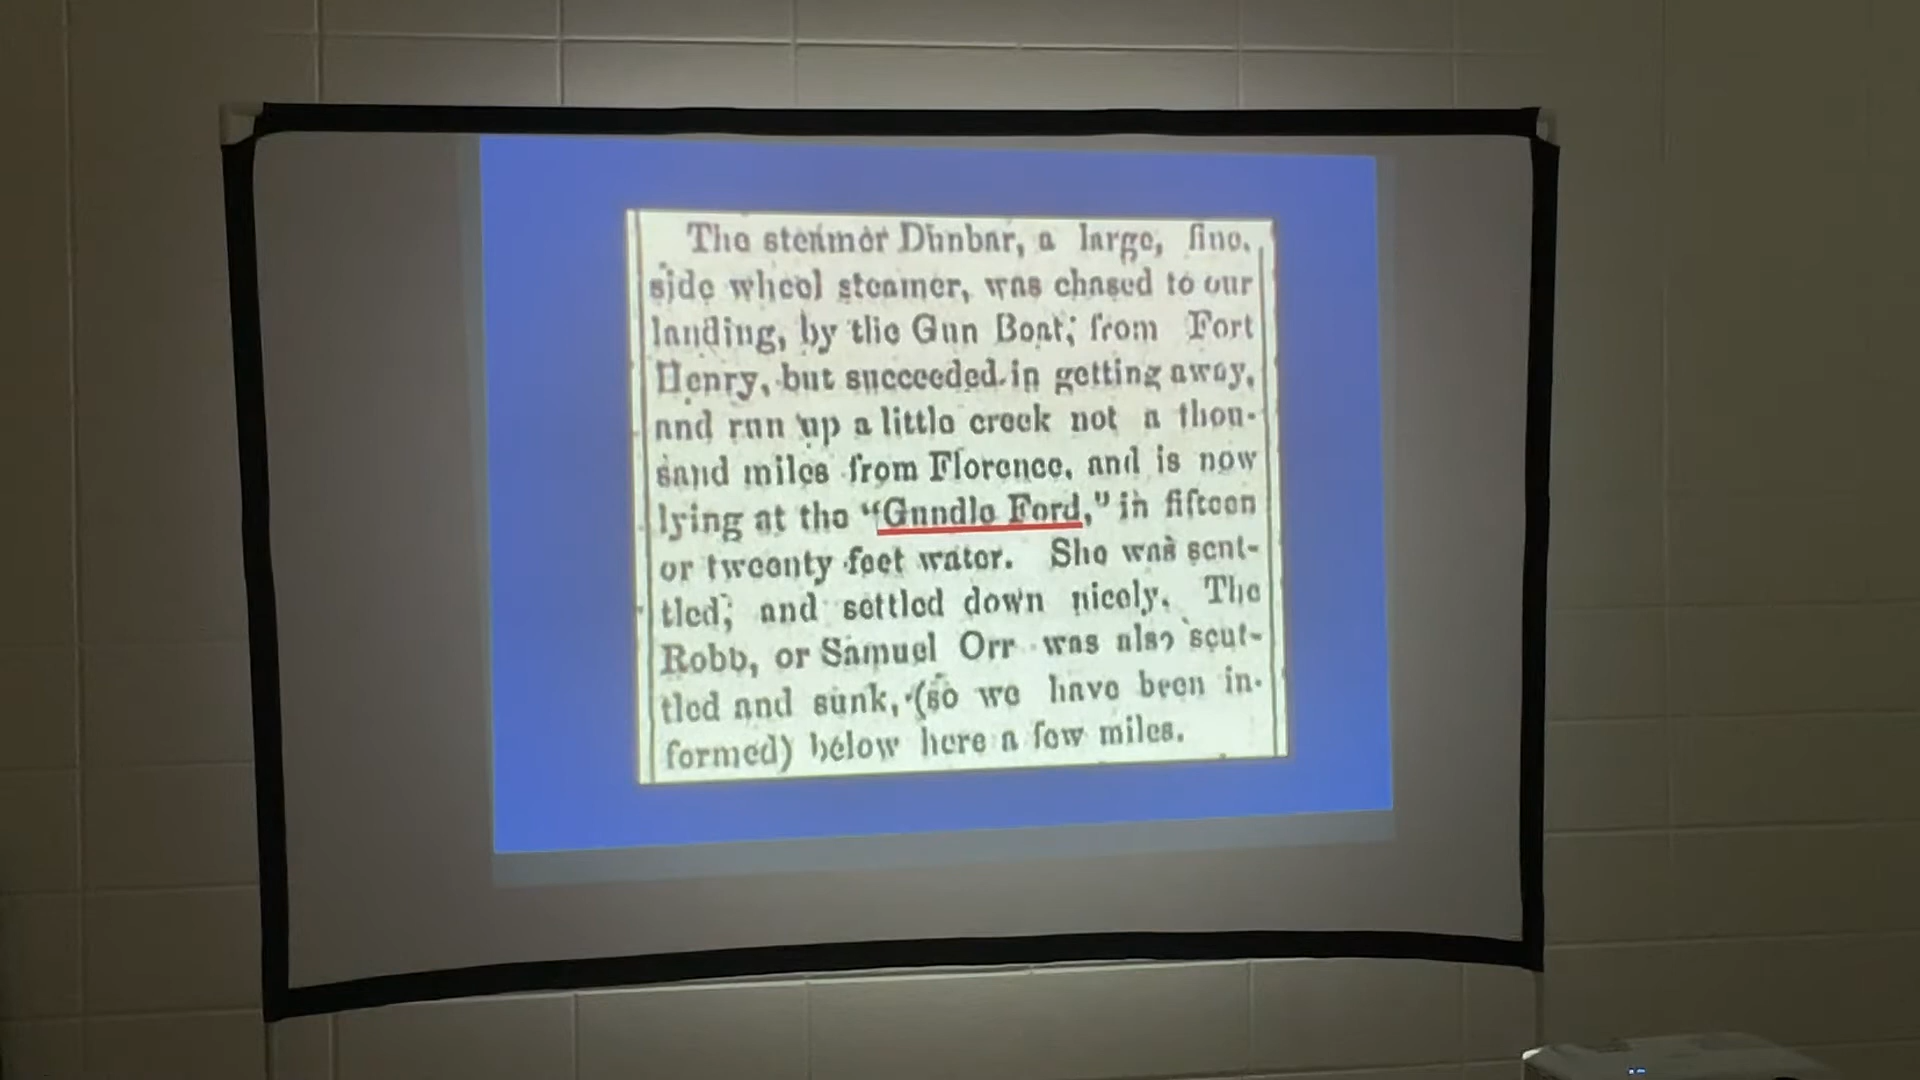 The steamer Dunbar, a large, fine,
side wheel steamer, was chased to our
landing, by the Gun Boat, from Fort
Henry, but succeeded in getting away,
and run up a little creek not a thou-
sand miles from Florence, and is now
lying at the "Gundle Ford," in fifteen
or tweenty feet water. She was scut-
tled; and settled down nicely. The
Robb, or Samuel Orr was also scut-
tled and sunk, (so we have been in-
formed) below here a few miles.